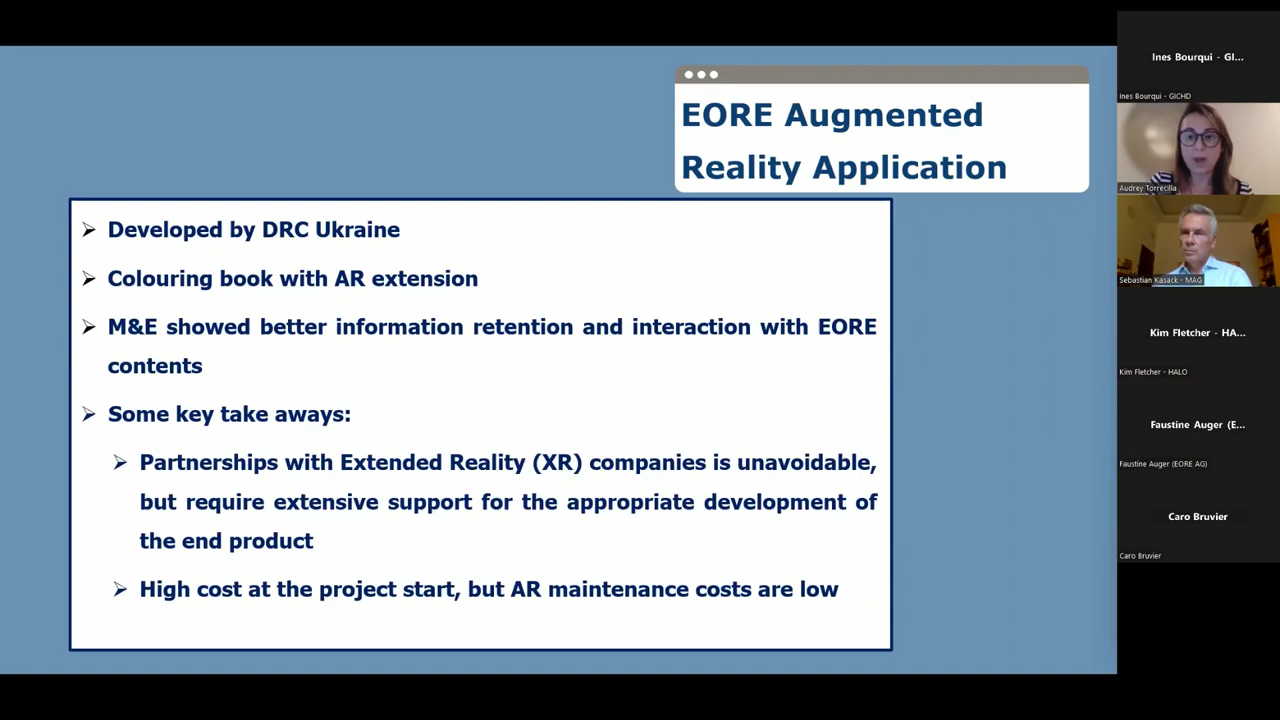 EORE Augmented
Reality Application
➢ Developed by DRC Ukraine
➢ Colouring book with AR extension
➢ M&E showed better information retention and interaction with EORE
contents
➢ Some key take aways:
➢ Partnerships with Extended Reality (XR) companies is unavoidable,
but require extensive support for the appropriate development of
the end product
➢ High cost at the project start, but AR maintenance costs are low
Ines Bourqui - GI...
Ines Bourqui - GICHD
Audrey Torrecilla
Sebastian Kasack - MAG
Kim Fletcher - HA...
Kim Fletcher - HALO
Faustine Auger (E...
Faustine Auger (EORE AG)
Caro Bruvier
Caro Bruvier